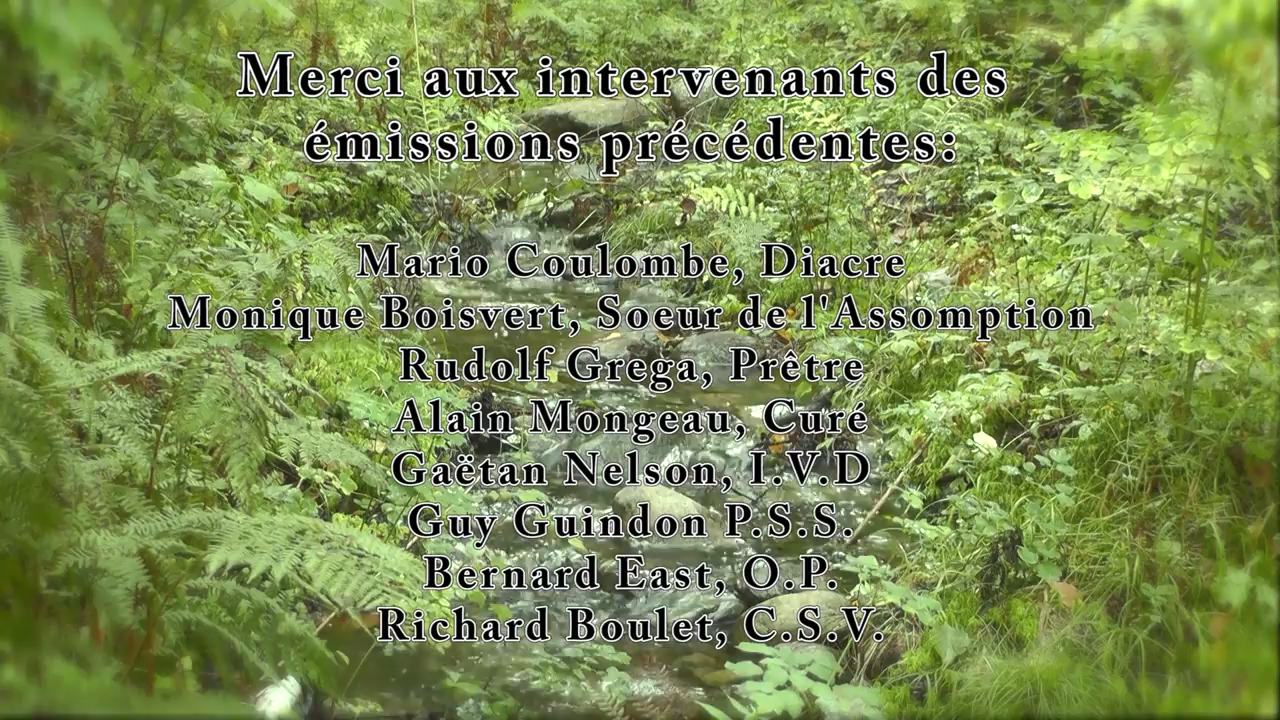 Merci aux intervenants des
émissions précédentes:
Mario Coulombe, Diacre
Monique Boisvert, Soeur de l'Assomption
Rudolf Grega, Prêtre
Alain Mongeau, Curé
Gaëtan Nelson, I.V.D
Guy Guindon P.S.S.
Bernard East, O.P.
Richard Boulet, C.S.V.